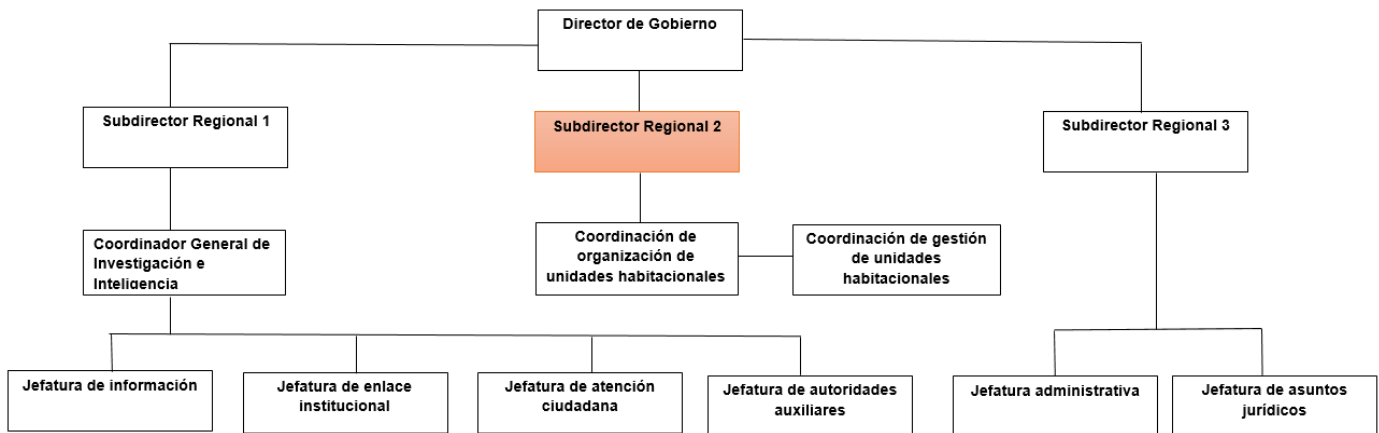 Director de Gobierno
Subdirector Regional 1
Subdirector Regional 2
Subdirector Regional 3
Coordinador General de
Investigación e
Inteligencia
Coordinación de
organización de
unidades habitacionales
Coordinación de gestión
de unidades
habitacionales
Jefatura de información
Jefatura de enlace
institucional
Jefatura de atención
ciudadana
Jefatura de autoridades
auxiliares
Jefatura administrativa
Jefatura de asuntos
jurídicos